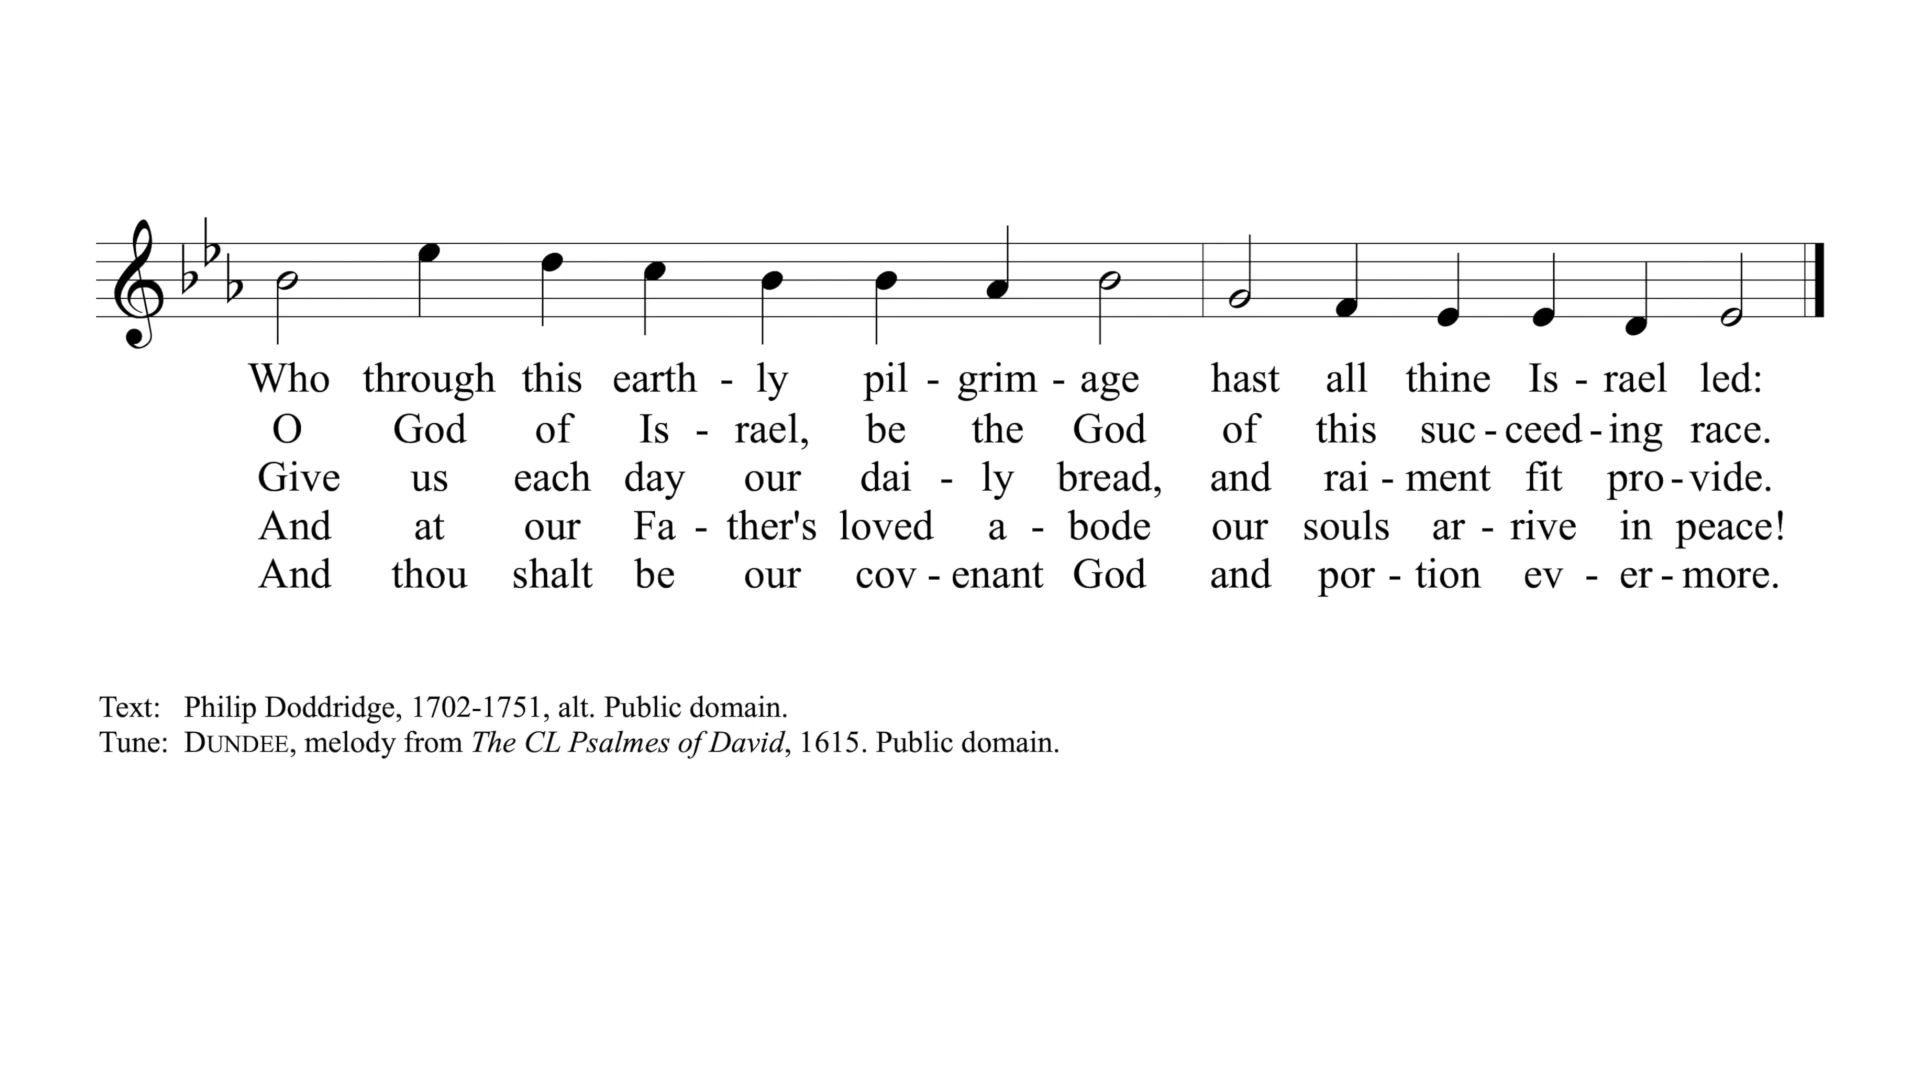 Who through this earth - ly pil - grim - age hast all thine Is - rael led:
O God of Is - rael, be the God of this suc - ceed - ing race.
Give us each day our dai - ly bread, and rai - ment fit pro - vide.
And at our Fa - ther's loved a - bode our souls ar - rive in peace!
And thou shalt be our cov - enant God and por - tion ev - er - more.
Text: Philip Doddridge, 1702-1751, alt. Public domain.
Tune: DUNDEE, melody from The CL Psalmes of David, 1615. Public domain.